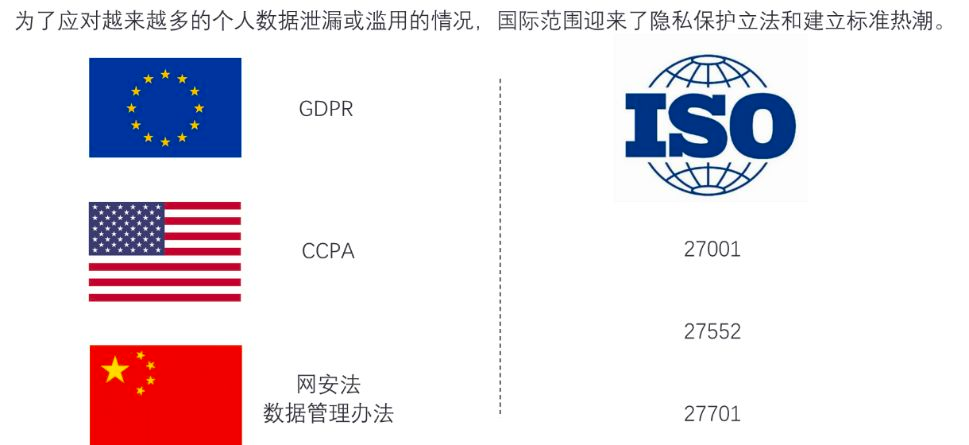 为了应对越来越多的个人数据泄漏或滥用的情况，国际范围迎来了隐私保护立法和建立标准热潮。
GDPR
CCPA
网安法
数据管理办法
ISO
27001
27552
27701